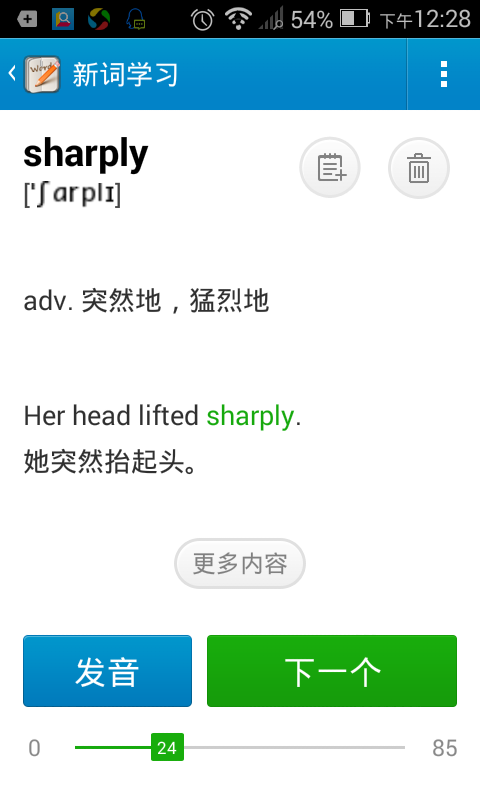 54% 下午12:28
Words
新词学习
sharply
['ʃɑrplɪ]
adv. 突然地，猛烈地
Her head lifted sharply.
她突然抬起头。
更多内容
发音 下一个
0 24 85